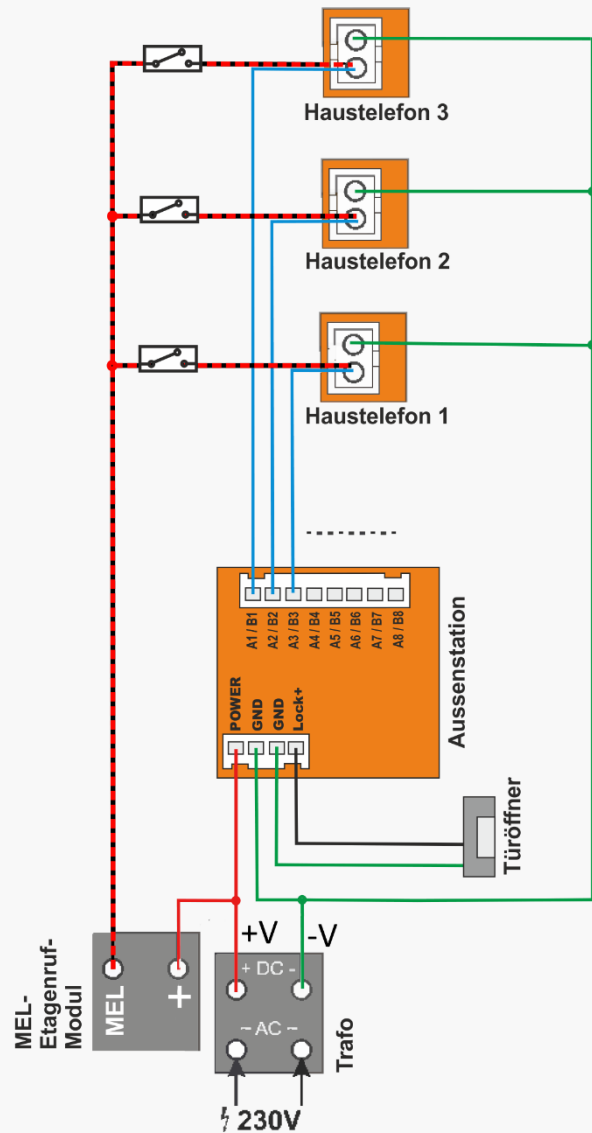 Haustelefon 3
Haustelefon 2
Haustelefon 1
A1 / B1
A2 / B2
A3 / B3
A4 / B4
A5 / B5
A6 / B6
A7 / B7
A8 / B8
Aussenstation
POWER
GND
GND
Lock+
Türöffner
+V
-V
MEL-
Etagenruf-
Modul
MEL
+
+ DC -
~ AC ~
Trafo
230V